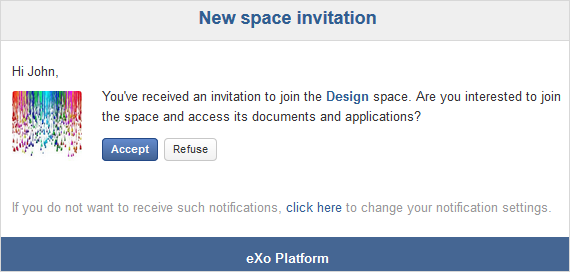 New space invitation
Hi John,
You've received an invitation to join the Design space. Are you interested to join
the space and access its documents and applications?
Accept Refuse
If you do not want to receive such notifications, click here to change your notification settings.
eXo Platform